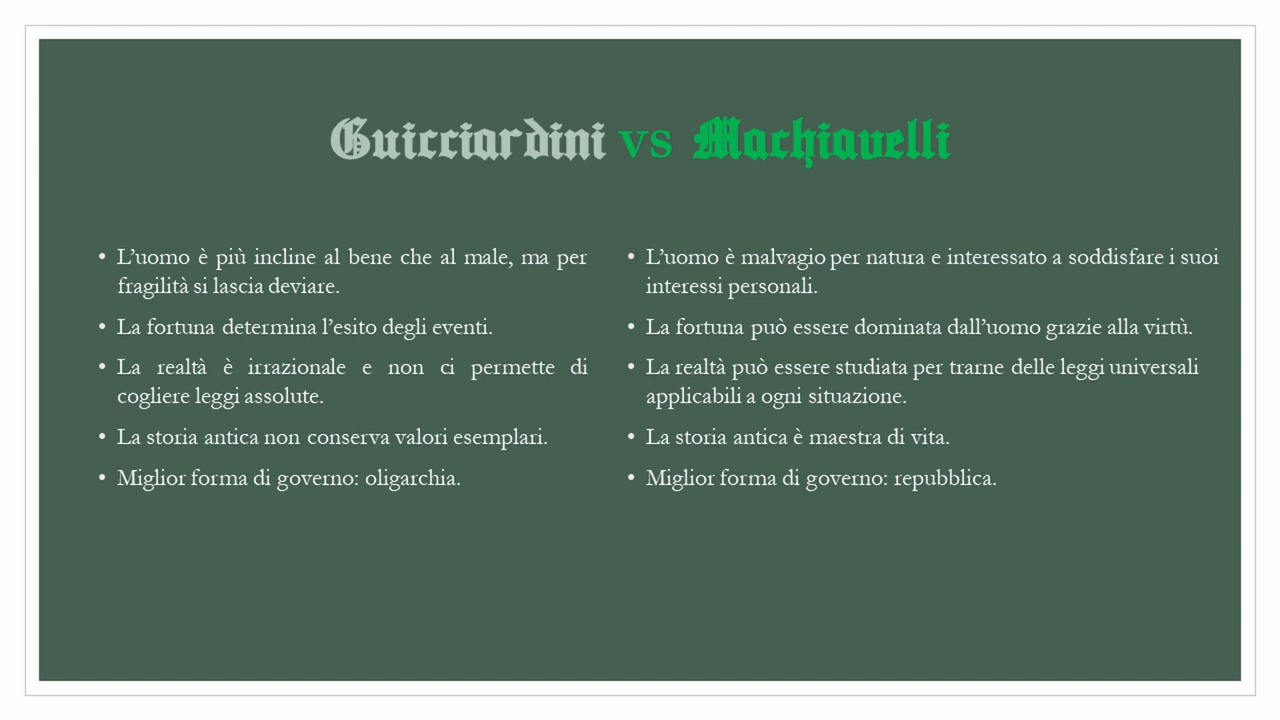 Guicciardini vs Machiavelli
• L’uomo è più incline al bene che al male, ma per
fragilità si lascia deviare.
• La fortuna determina l’esito degli eventi.
• La realtà è irrazionale e non ci permette di
cogliere leggi assolute.
• La storia antica non conserva valori esemplari.
• Miglior forma di governo: oligarchia.
• L’uomo è malvagio per natura e interessato a soddisfare i suoi
interessi personali.
• La fortuna può essere dominata dall’uomo grazie alla virtù.
• La realtà può essere studiata per trarne delle leggi universali
applicabili a ogni situazione.
• La storia antica è maestra di vita.
• Miglior forma di governo: repubblica.